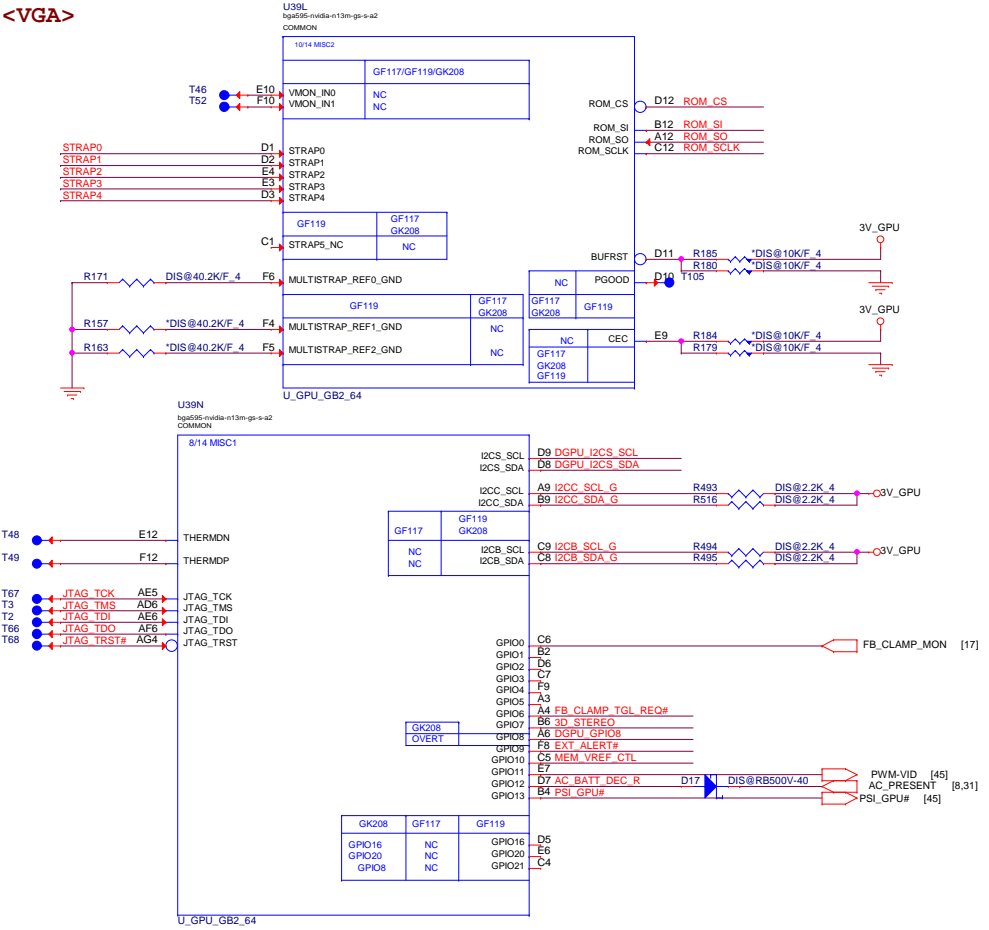 <VGA>
U39L
bga595-nvidia-n13m-gs-s-a2
COMMON
10/14 MISC2
GF117/GF119/GK208
T46 E10 VMON_IN0 NC
T52 F10 VMON_IN1 NC
ROM_CS D12 ROM_CS
ROM_SI B12 ROM_SI
ROM_SO A12 ROM_SO
ROM_SCLK C12 ROM_SCLK
STRAP0 D1 STRAP0
STRAP1 D2 STRAP1
STRAP2 E4 STRAP2
STRAP3 E3 STRAP3
STRAP4 D3 STRAP4
GF119 GF117
GK208
C1 STRAP5_NC NC
3V_GPU
BUFRST D11 R185 *DIS@10K/F_4
R180 *DIS@10K/F_4
R171 DIS@40.2K/F_4 F6 MULTISTRAP_REF0_GND
NC PGOOD D10 T105
GF119 GF117
GK208
GF117
GK208
GF119
3V_GPU
R157 *DIS@40.2K/F_4 F4 MULTISTRAP_REF1_GND NC
R163 *DIS@40.2K/F_4 F5 MULTISTRAP_REF2_GND NC
NC CEC E9 R184 *DIS@10K/F_4
R179 *DIS@10K/F_4
GF117
GK208
GF119
U_GPU_GB2_64
U39N
bga595-nvidia-n13m-gs-s-a2
COMMON
8/14 MISC1
I2CS_SCL D9 DGPU_I2CS_SCL
I2CS_SDA D8 DGPU_I2CS_SDA
I2CC_SCL A9 I2CC_SCL_G R493 DIS@2.2K_4 3V_GPU
I2CC_SDA B9 I2CC_SDA_G R516 DIS@2.2K_4
GF117 GF119
GK208
NC I2CB_SCL C9 I2CB_SCL_G R494 DIS@2.2K_4 3V_GPU
NC I2CB_SDA C8 I2CB_SDA_G R495 DIS@2.2K_4
T48 E12 THERMDN
T49 F12 THERMDP
T67 JTAG_TCK AE5 JTAG_TCK
T3 JTAG_TMS AD6 JTAG_TMS
T2 JTAG_TDI AE6 JTAG_TDI
T66 JTAG_TDO AF6 JTAG_TDO
T68 JTAG_TRST# AG4 JTAG_TRST
GPIO0 C6 FB_CLAMP_MON [17]
GPIO1 B2
GPIO2 D6
GPIO3 C7
GPIO4 F9
GPIO5 A3
GPIO6 A4 FB_CLAMP_TGL_REQ#
GPIO7 B6 3D_STEREO
GK208
OVERT GPIO8 A6 DGPU_GPIO8
GPIO9 F8 EXT_ALERT#
GPIO10 C5 MEM_VREF_CTL
GPIO11 E7 PWM-VID [45]
GPIO12 D7 AC_BATT_DEC_R D17 DIS@RB500V-40 AC_PRESENT [8,31]
GPIO13 B4 PSI_GPU# PSI_GPU# [45]
GK208 GF117 GF119
GPIO16 NC GPIO16 D5
GPIO20 NC GPIO20 E6
GPIO8 NC GPIO21 C4
U_GPU_GB2_64